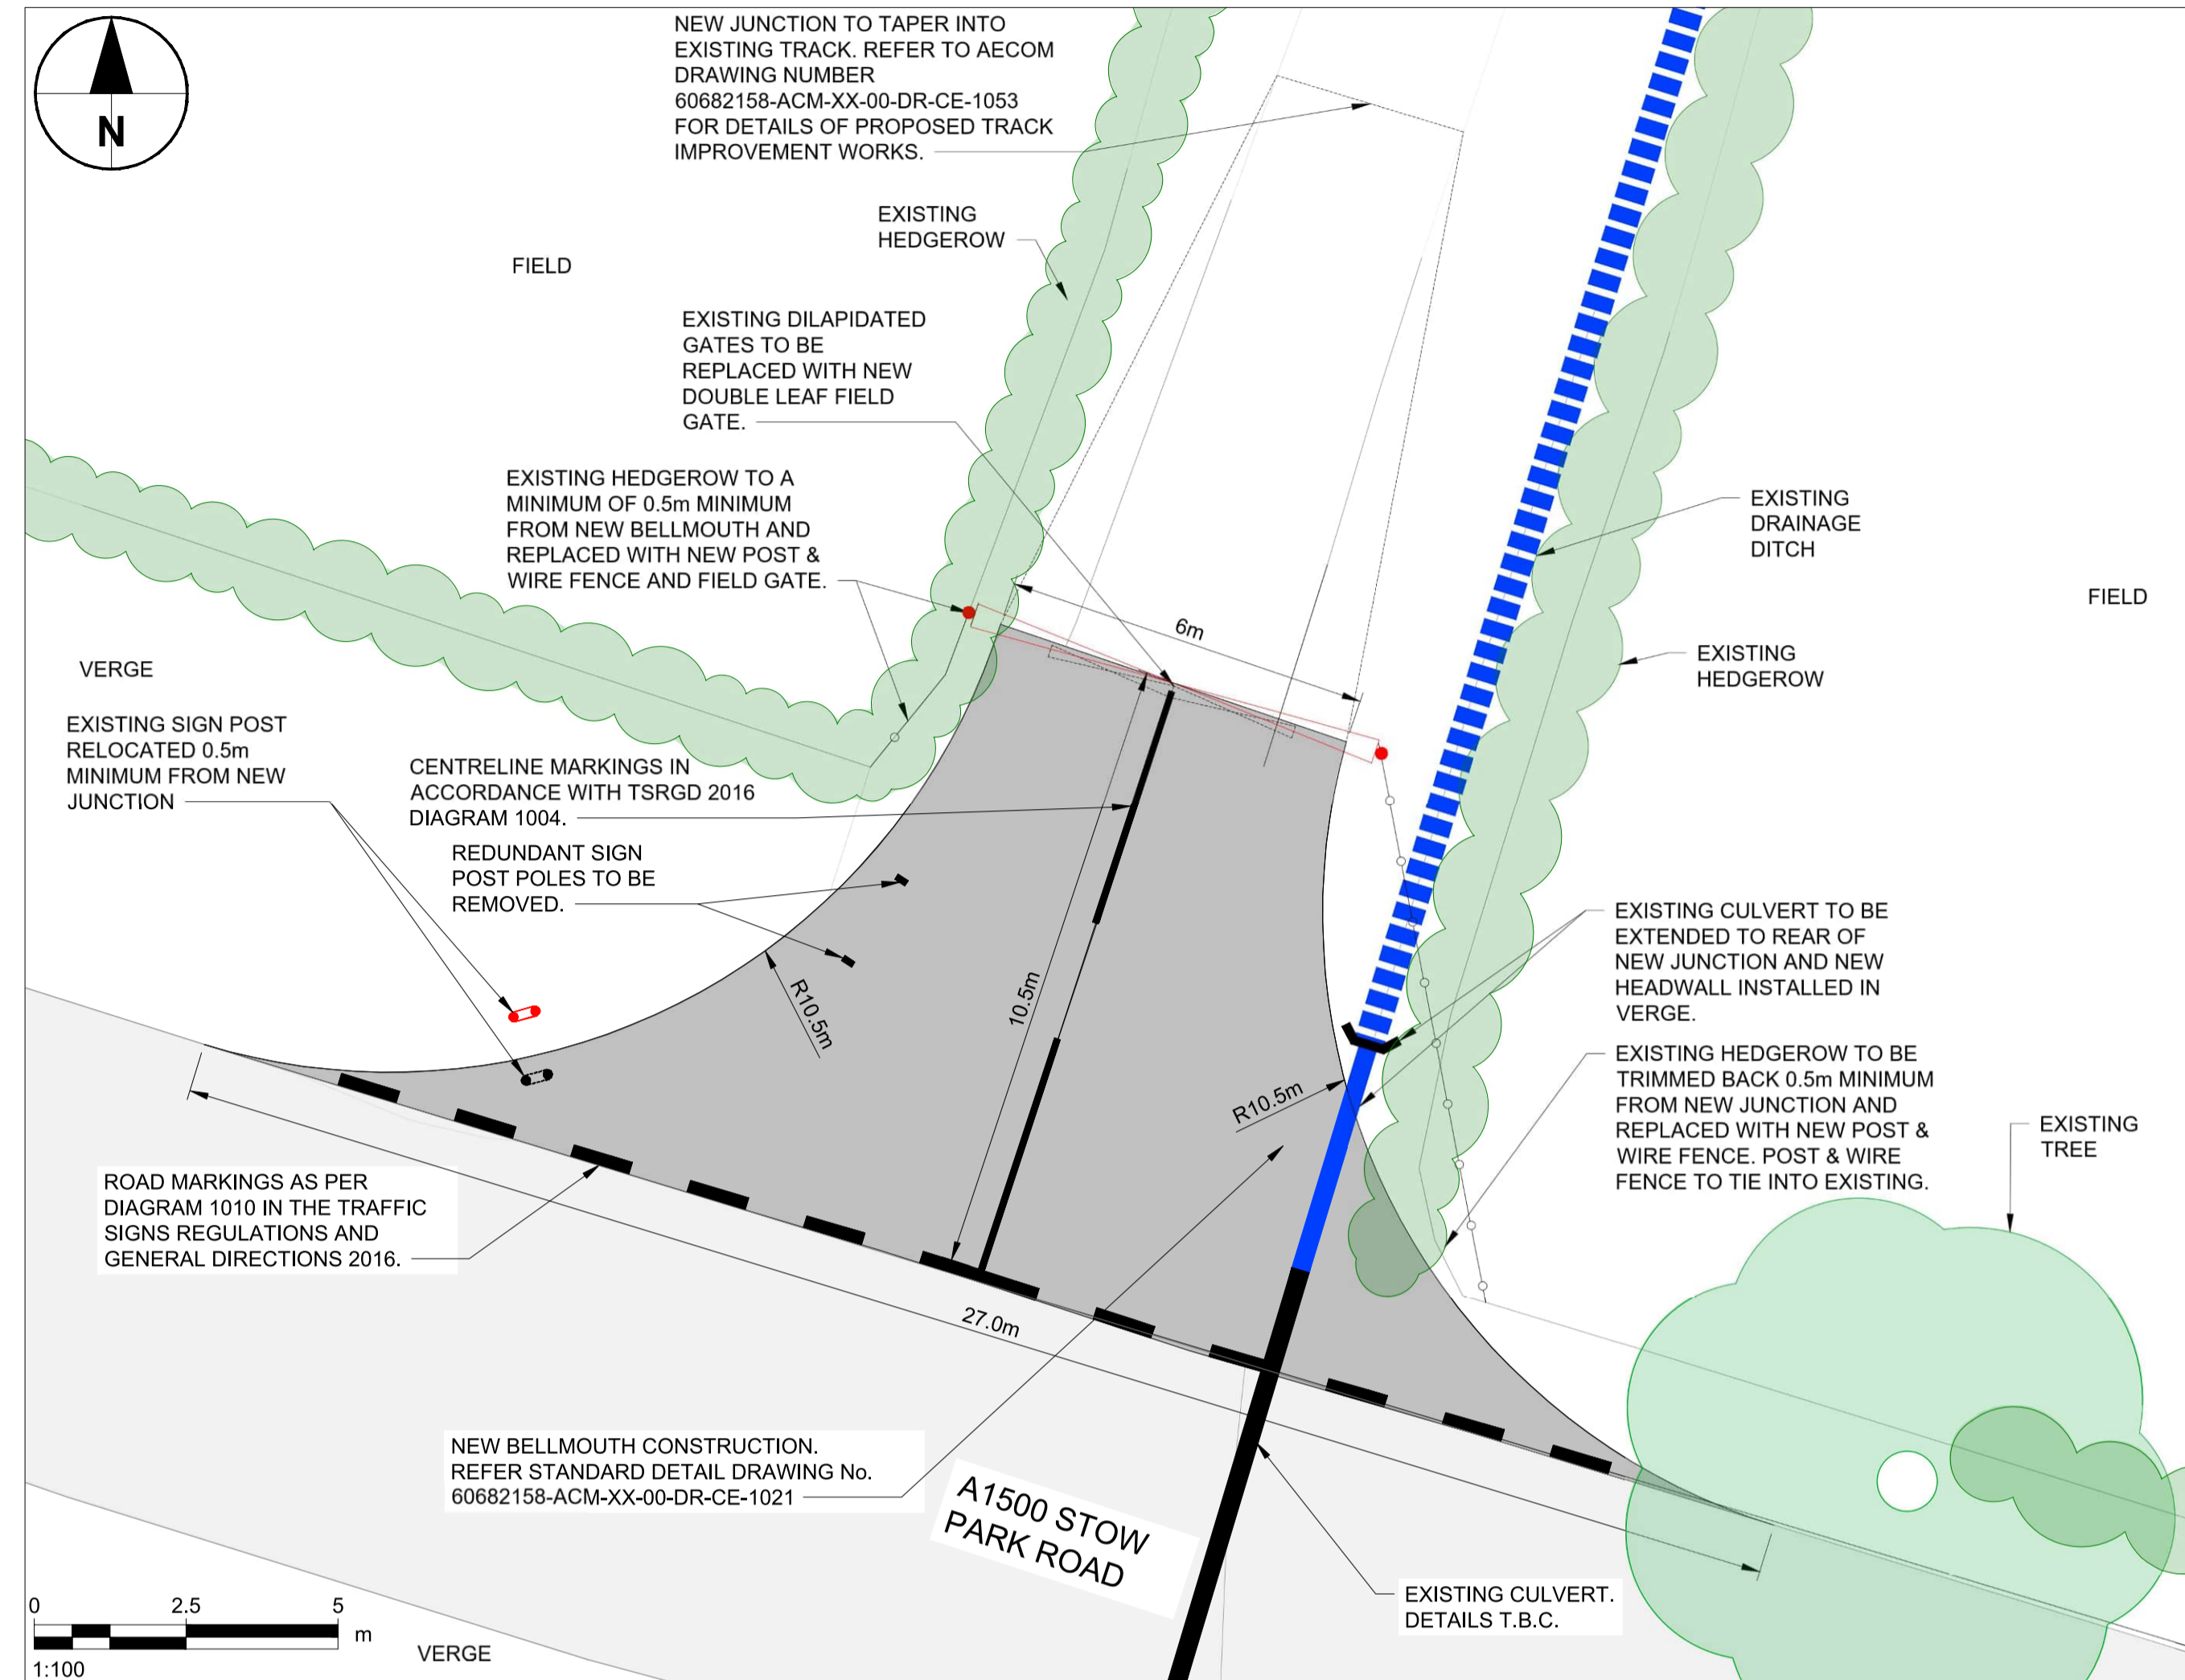 N
NEW JUNCTION TO TAPER INTO
EXISTING TRACK. REFER TO AECOM
DRAWING NUMBER
60682158-ACM-XX-00-DR-CE-1053
FOR DETAILS OF PROPOSED TRACK
IMPROVEMENT WORKS.
EXISTING
HEDGEROW
FIELD
EXISTING DILAPIDATED
GATES TO BE
REPLACED WITH NEW
DOUBLE LEAF FIELD
GATE.
EXISTING HEDGEROW TO A
MINIMUM OF 0.5m MINIMUM
FROM NEW BELLMOUTH AND
REPLACED WITH NEW POST &
WIRE FENCE AND FIELD GATE.
EXISTING
DRAINAGE
DITCH
FIELD
6m
EXISTING
HEDGEROW
VERGE
EXISTING SIGN POST
RELOCATED 0.5m
MINIMUM FROM NEW
JUNCTION
CENTRELINE MARKINGS IN
ACCORDANCE WITH TSRGD 2016
DIAGRAM 1004.
REDUNDANT SIGN
POST POLES TO BE
REMOVED.
EXISTING CULVERT TO BE
EXTENDED TO REAR OF
NEW JUNCTION AND NEW
HEADWALL INSTALLED IN
VERGE.
R10.5m
10.5m
R10.5m
EXISTING HEDGEROW TO BE
TRIMMED BACK 0.5m MINIMUM
FROM NEW JUNCTION AND
REPLACED WITH NEW POST &
WIRE FENCE. POST & WIRE
FENCE TO TIE INTO EXISTING.
EXISTING
TREE
ROAD MARKINGS AS PER
DIAGRAM 1010 IN THE TRAFFIC
SIGNS REGULATIONS AND
GENERAL DIRECTIONS 2016.
27.0m
NEW BELLMOUTH CONSTRUCTION.
REFER STANDARD DETAIL DRAWING No.
60682158-ACM-XX-00-DR-CE-1021
A1500 STOW
PARK ROAD
EXISTING CULVERT.
DETAILS T.B.C.
0 2.5 5
m
1:100
VERGE